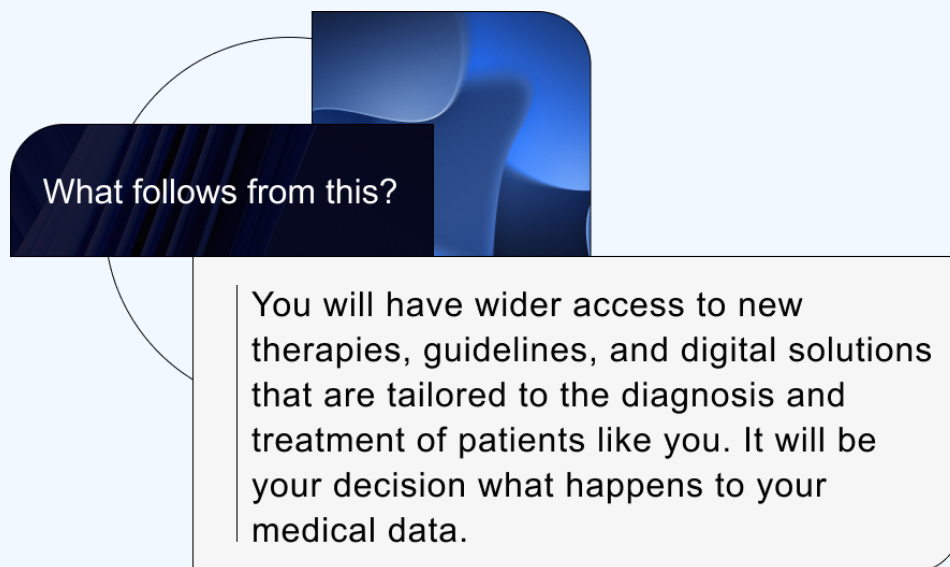 What follows from this?
You will have wider access to new
therapies, guidelines, and digital solutions
that are tailored to the diagnosis and
treatment of patients like you. It will be
your decision what happens to your
medical data.